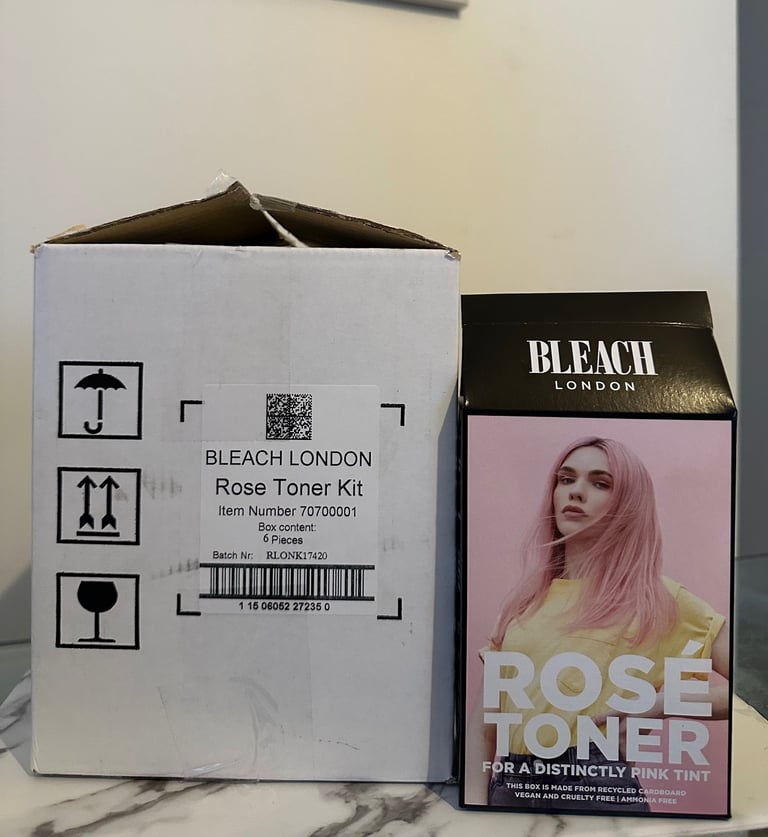 BLEACH LONDON
Rose Toner Kit
Item Number 70700001
Box content:
6 Pieces
Batch Nr: RLONK17420
1 15 06052 27235 0
BLEACH
LONDON
ROSÉ
TONER
FOR A DISTINCTLY PINK TINT
THIS BOX IS MADE FROM RECYCLED CARDBOARD
VEGAN AND CRUELTY FREE | AMMONIA FREE